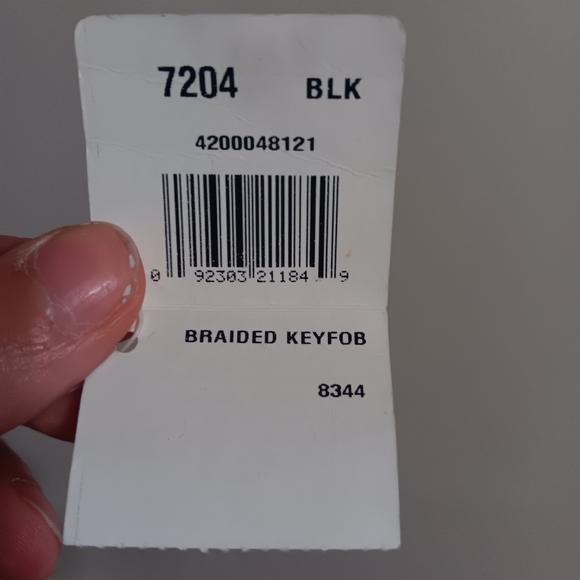 7204 BLK
4200048121
0 92303 21184 9
BRAIDED KEYFOB
8344